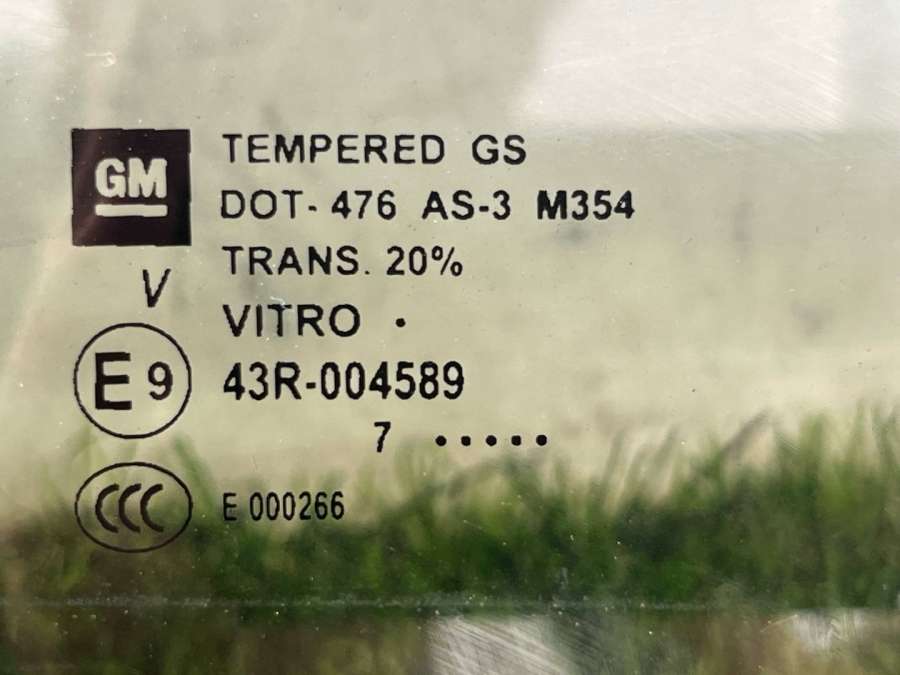 GM
TEMPERED GS
DOT- 476 AS-3 M354
TRANS. 20%
V
VITRO .
E9
43R-004589
7 .....
CCC
E 000266